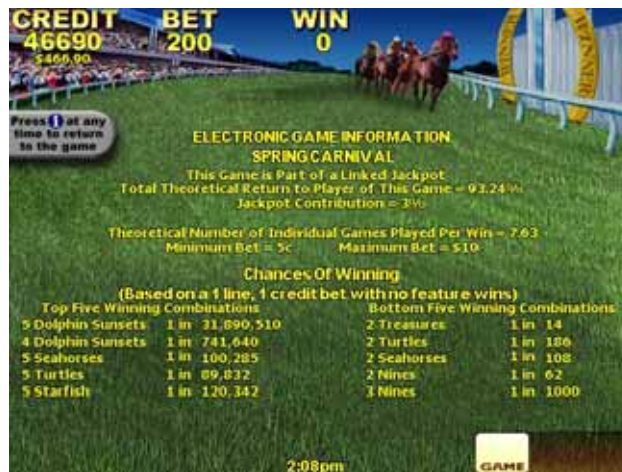 CREDIT BET WIN
46690 200 0
$466.90
Press i at any
time to return
to the game
WINNER WINNER
ELECTRONIC GAME INFORMATION
SPRING CARNIVAL
This Game is Part of a Linked Jackpot
Total Theoretical Return to Player of This Game = 93.24%
Jackpot Contribution = 3%
Theoretical Number of Individual Games Played Per Win = 7.63
Minimum Bet = 5c Maximum Bet = $10
Chances Of Winning
(Based on a 1 line, 1 credit bet with no feature wins)
Top Five Winning Combinations Bottom Five Winning Combinations
5 Dolphin Sunsets 1 in 31,890,510 2 Treasures 1 in 14
4 Dolphin Sunsets 1 in 741,640 2 Turtles 1 in 186
5 Seahorses 1 in 100,285 2 Seahorses 1 in 108
5 Turtles 1 in 89,832 2 Nines 1 in 62
5 Starfish 1 in 120,342 3 Nines 1 in 1000
2:08pm GAME